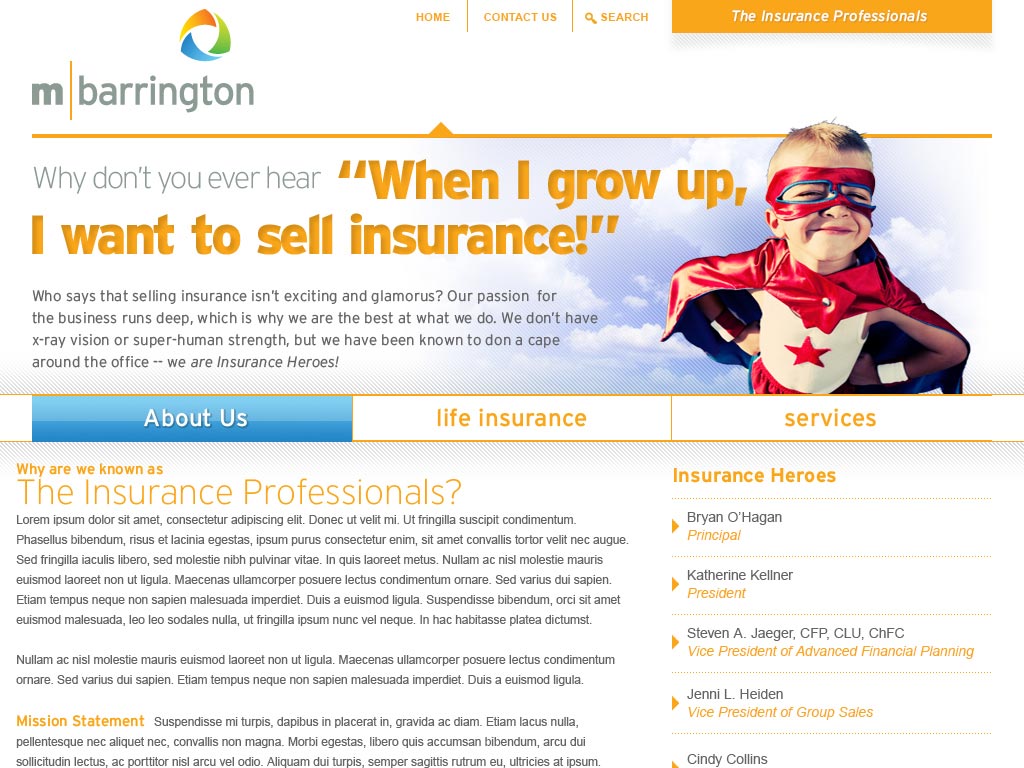 HOME
CONTACT US
SEARCH
The Insurance Professionals
m barrington
Why don't you ever hear “When I grow up,
I want to sell insurance!”
Who says that selling insurance isn't exciting and glamorus? Our passion for
the business runs deep, which is why we are the best at what we do. We don't have
x-ray vision or super-human strength, but we have been known to don a cape
around the office -- we are Insurance Heroes!
About Us
life insurance
services
Why are we known as
The Insurance Professionals?
Lorem ipsum dolor sit amet, consectetur adipiscing elit. Donec ut velit mi. Ut fringilla suscipit condimentum.
Phasellus bibendum, risus et lacinia egestas, ipsum purus consectetur enim, sit amet convallis tortor velit nec augue.
Sed fringilla iaculis libero, sed molestie nibh pulvinar vitae. In quis laoreet metus. Nullam ac nisl molestie mauris
euismod laoreet non ut ligula. Maecenas ullamcorper posuere lectus condimentum ornare. Sed varius dui sapien.
Etiam tempus neque non sapien malesuada imperdiet. Duis a euismod ligula. Suspendisse bibendum, orci sit amet
euismod malesuada, leo leo sodales nulla, ut fringilla ipsum nunc vel neque. In hac habitasse platea dictumst.
Nullam ac nisl molestie mauris euismod laoreet non ut ligula. Maecenas ullamcorper posuere lectus condimentum
ornare. Sed varius dui sapien. Etiam tempus neque non sapien malesuada imperdiet. Duis a euismod ligula.
Mission Statement Suspendisse mi turpis, dapibus in placerat in, gravida ac diam. Etiam lacus nulla,
pellentesque nec aliquet nec, convallis non magna. Morbi egestas, libero quis accumsan bibendum, arcu dui
sollicitudin lectus, ac porttitor nisl arcu vel odio. Aliquam dui turpis, semper sagittis rutrum eu, ultricies at ipsum.
Insurance Heroes
Bryan O'Hagan
Principal
Katherine Kellner
President
Steven A. Jaeger, CFP, CLU, ChFC
Vice President of Advanced Financial Planning
Jenni L. Heiden
Vice President of Group Sales
Cindy Collins